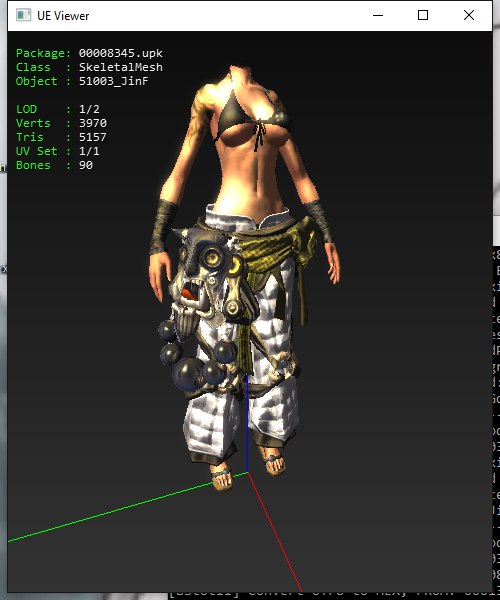 UE Viewer
Package: 00008345.upk
Class : SkeletalMesh
Object : 51003_JinF
LOD : 1/2
Verts : 3970
Tris : 5157
UV Set : 1/1
Bones : 90